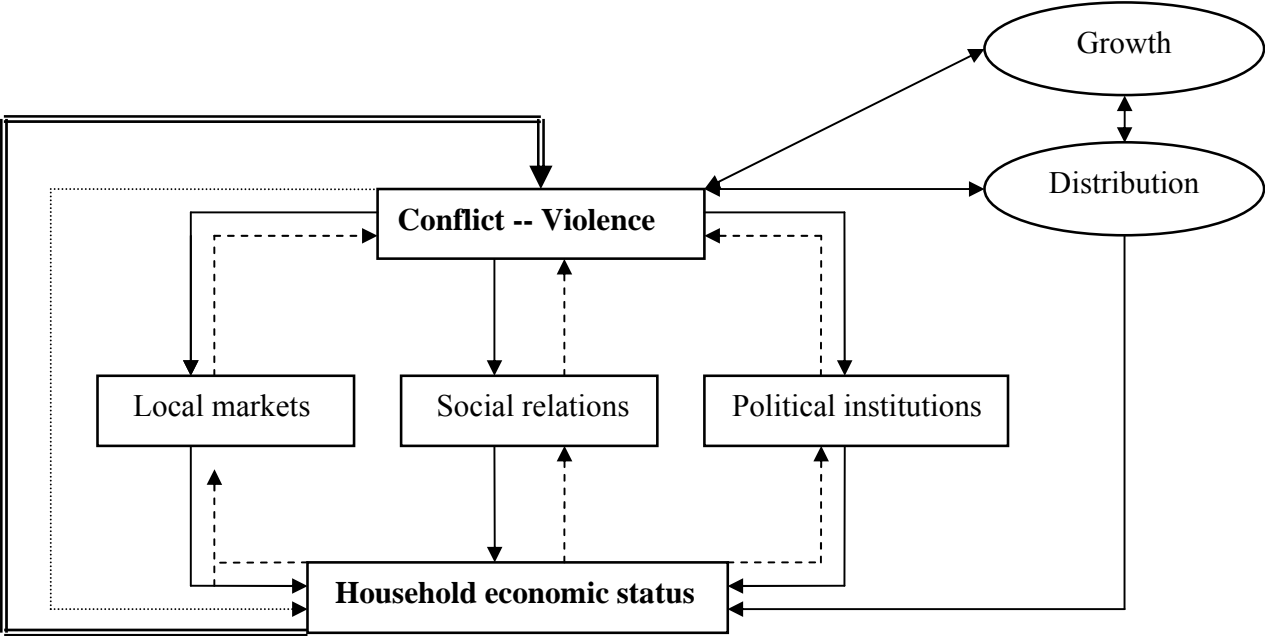 Growth
Distribution
Conflict -- Violence
Local markets
Social relations
Political institutions
Household economic status